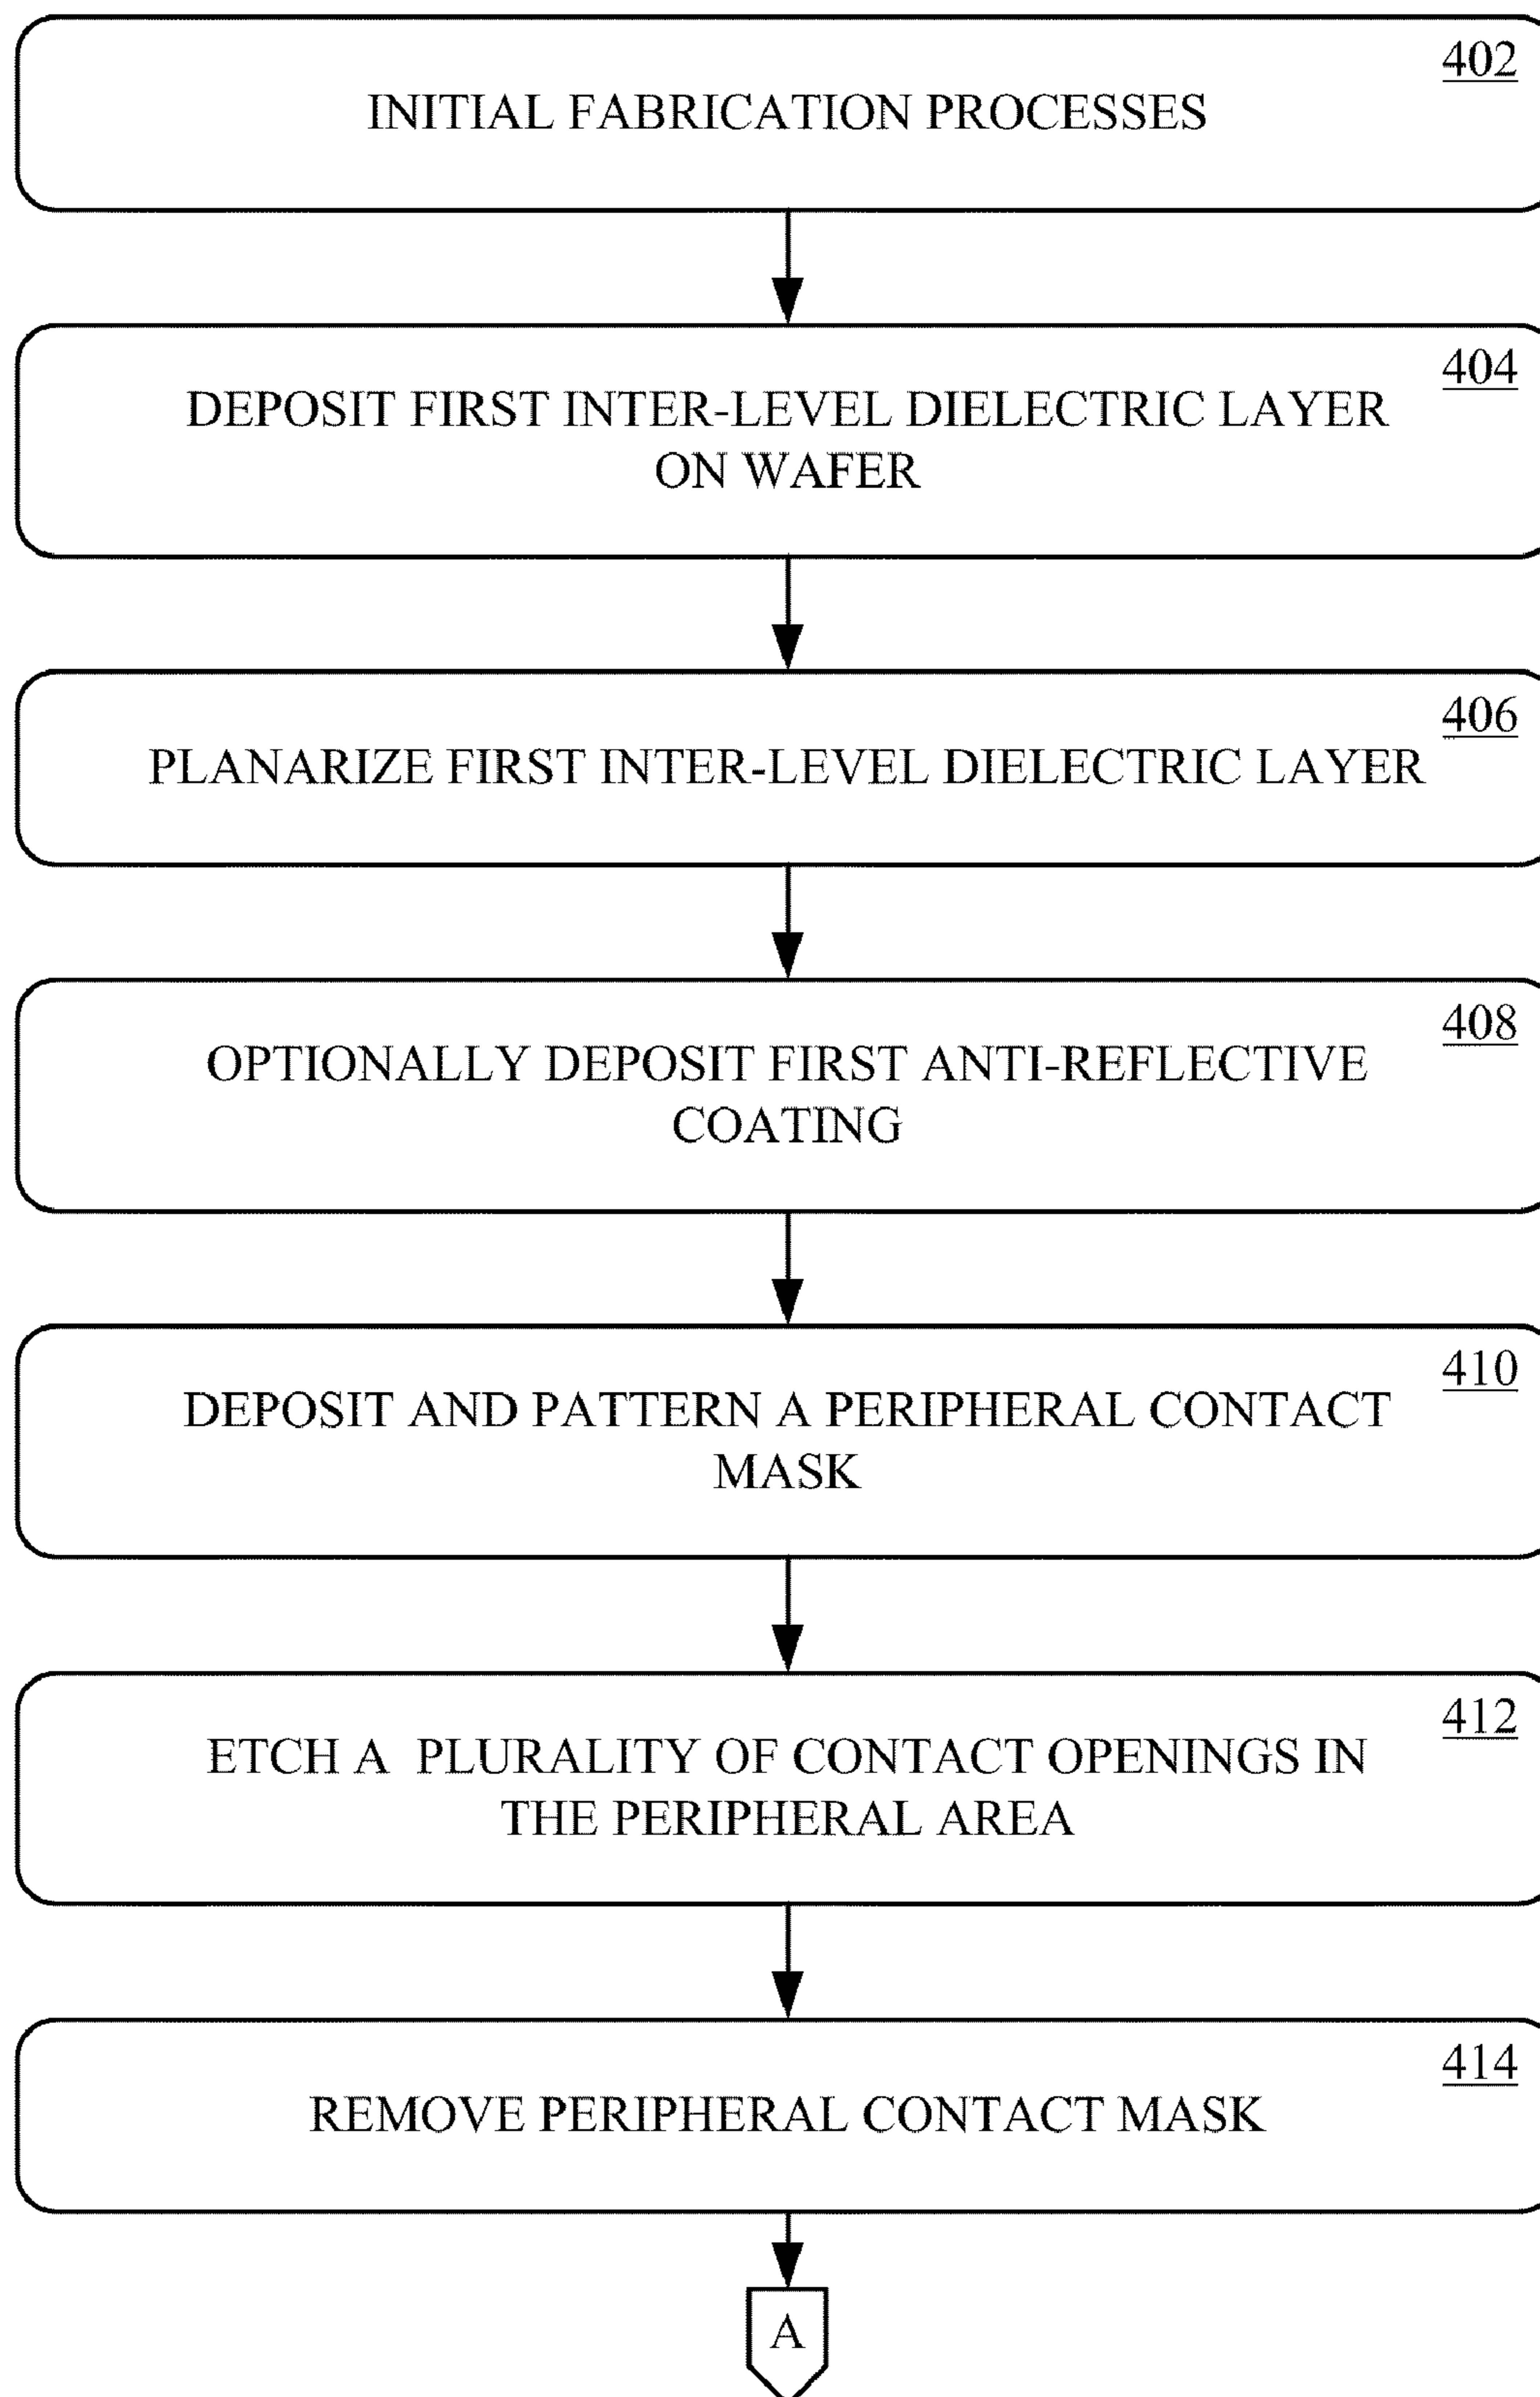 402
INITIAL FABRICATION PROCESSES
404
DEPOSIT FIRST INTER-LEVEL DIELECTRIC LAYER
ON WAFER
406
PLANARIZE FIRST INTER-LEVEL DIELECTRIC LAYER
408
OPTIONALLY DEPOSIT FIRST ANTI-REFLECTIVE
COATING
410
DEPOSIT AND PATTERN A PERIPHERAL CONTACT
MASK
412
ETCH A PLURALITY OF CONTACT OPENINGS IN
THE PERIPHERAL AREA
414
REMOVE PERIPHERAL CONTACT MASK
A